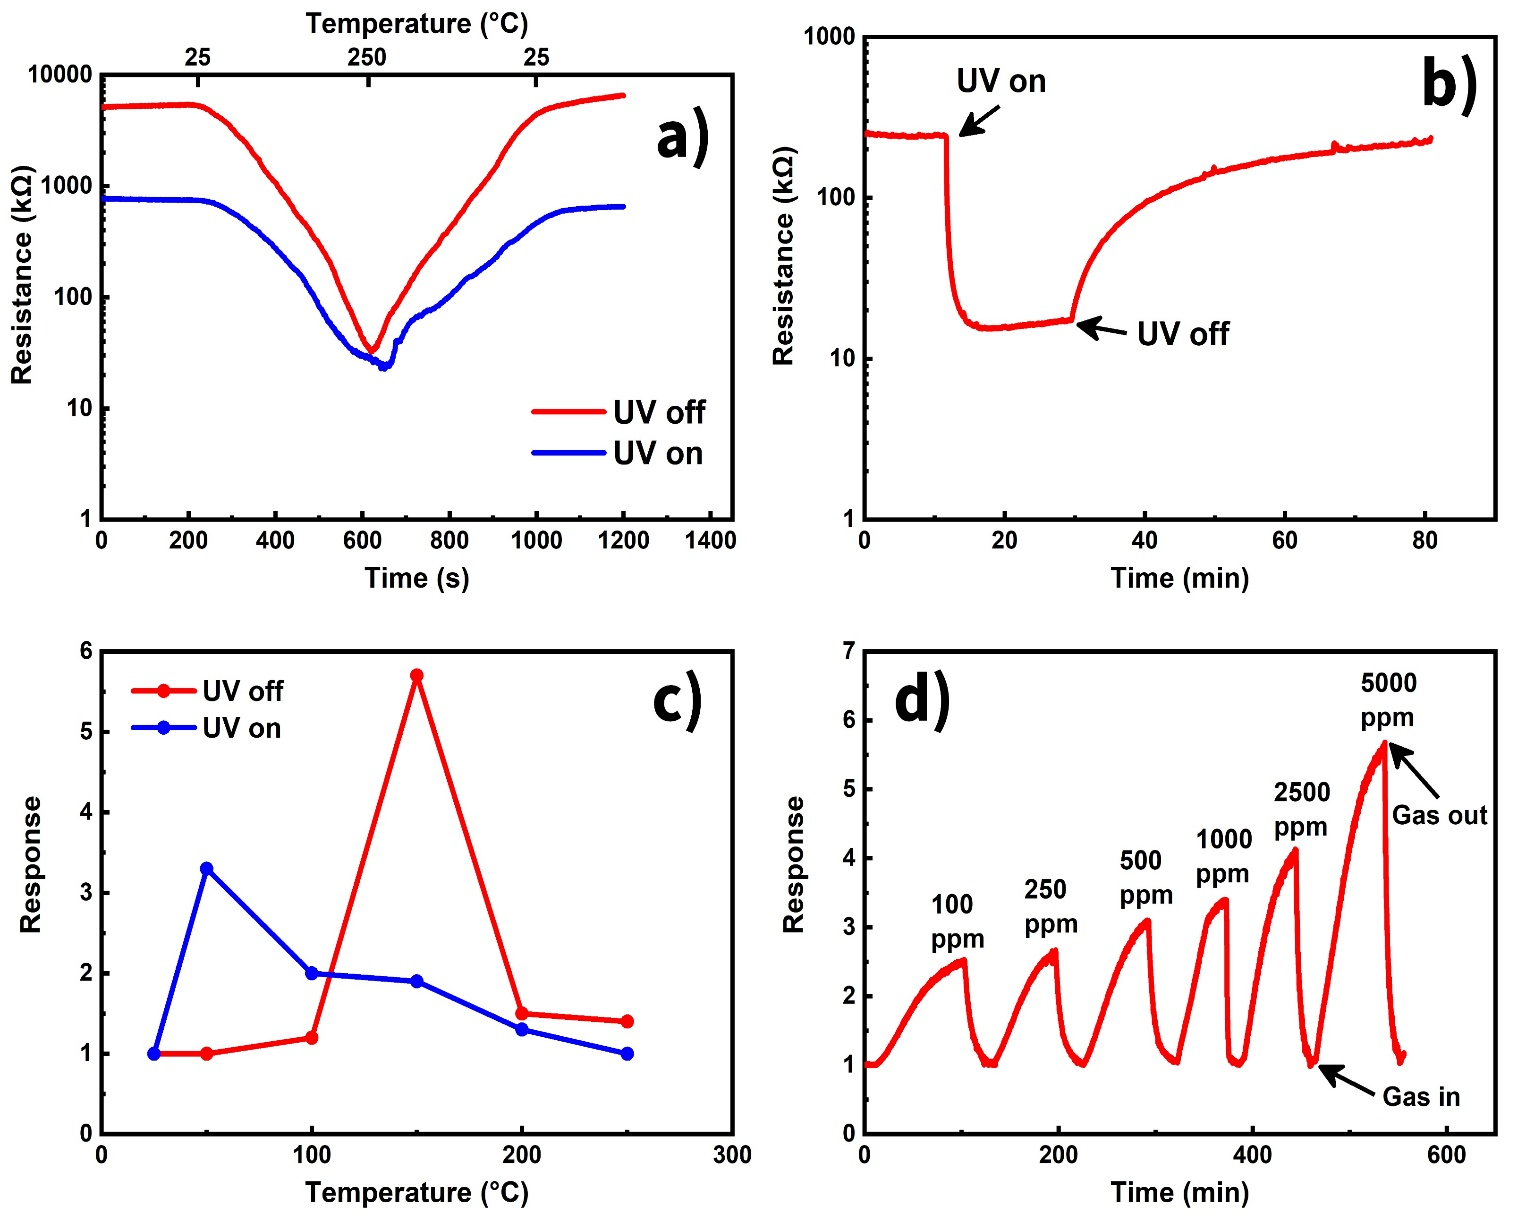 Temperature (°C)
25 250 25
10000
1000
100
10
1
Resistance (kΩ)
a)
UV off
UV on
0 200 400 600 800 1000 1200 1400
Time (s)
1000
100
10
1
Resistance (kΩ)
b)
UV on
UV off
0 20 40 60 80
Time (min)
6
5
4
3
2
1
0
Response
UV off
UV on
c)
0 100 200 300
Temperature (°C)
7
6
5
4
3
2
1
0
Response
d)
100
ppm
250
ppm
500
ppm
1000
ppm
2500
ppm
5000
ppm
Gas out
Gas in
0 200 400 600
Time (min)